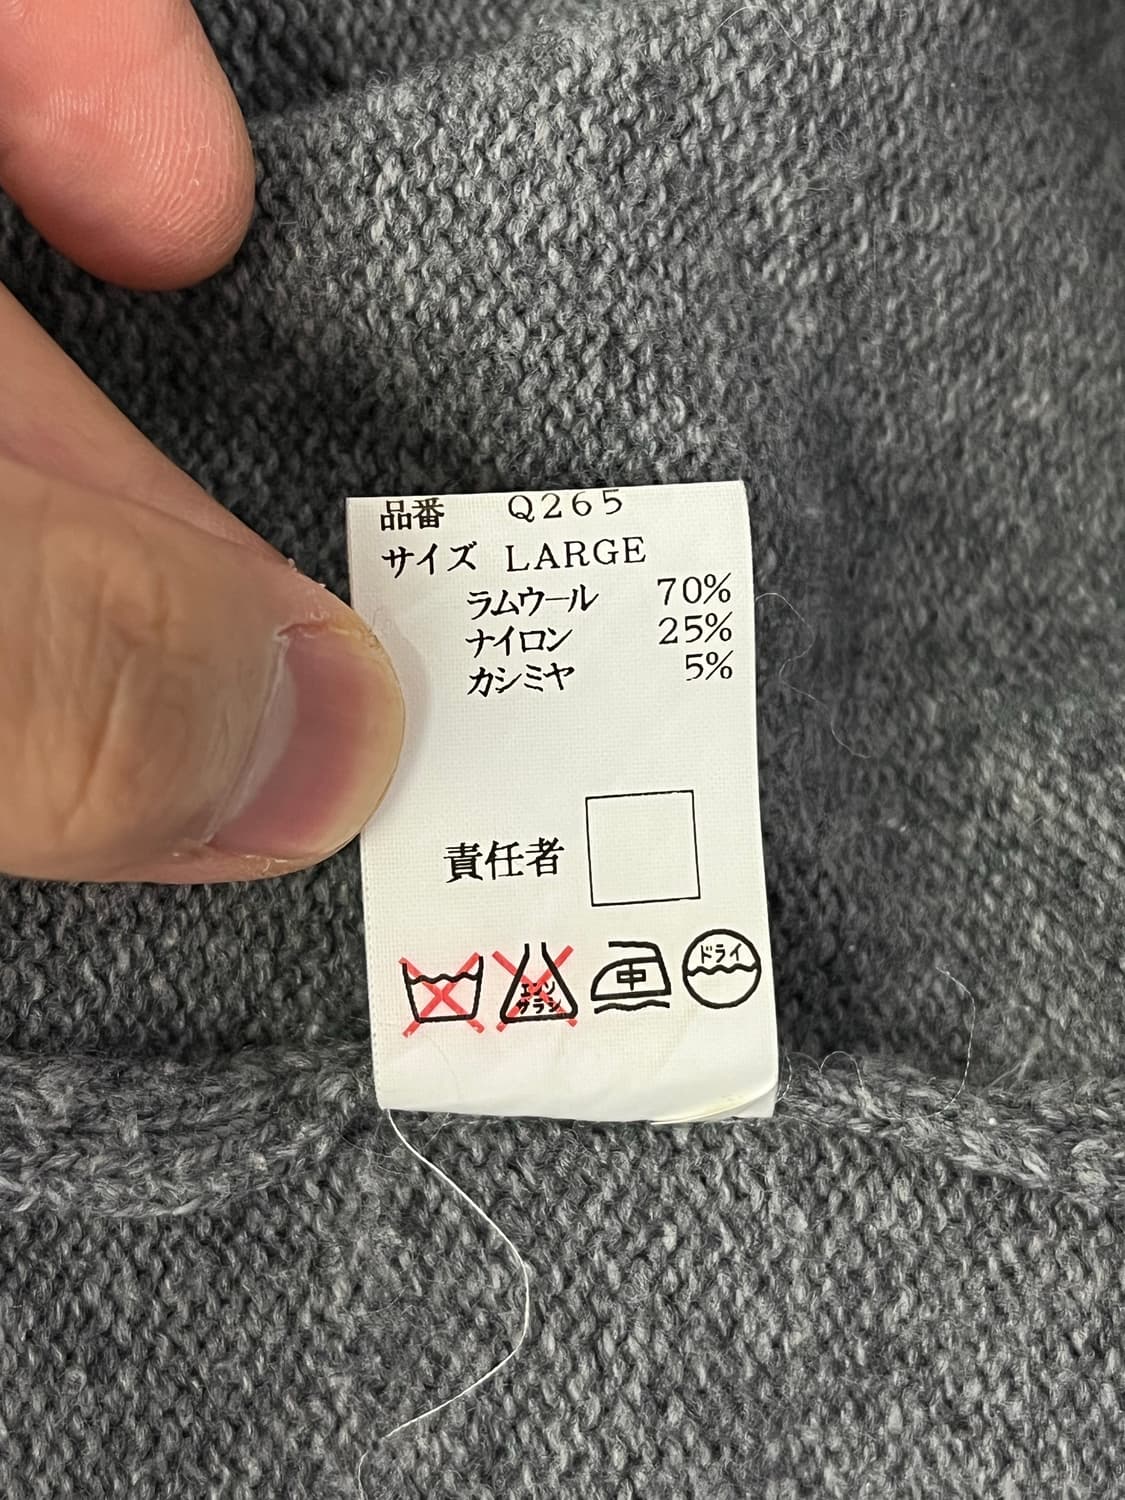 品番 Q265
サイズ LARGE
ラムウール 70%
ナイロン 25%
カシミヤ 5%
責任者
エンソ
サラシ
中
ドライ